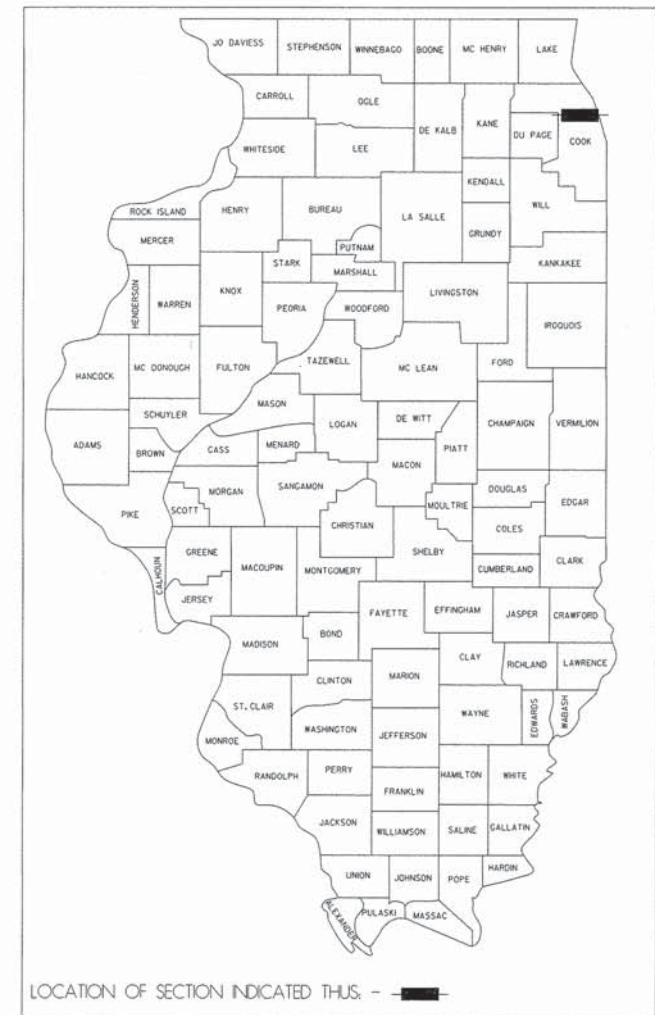 JO DAVIESS
STEPHENSON
WINNEBAGO
BOONE
MC HENRY
LAKE
CARROLL
OGLE
DE KALB
KANE
DU PAGE
COOK
WHITESIDE
LEE
KENDALL
WILL
ROCK ISLAND
HENRY
BUREAU
LA SALLE
GRUNDY
MERCER
PUTNAM
STARK
MARSHALL
KANKAKEE
HENDERSON
WARREN
KNOX
PEORIA
WOODFORD
LIVINGSTON
IROQUOIS
HANCOCK
MC DONOUGH
FULTON
TAZEWELL
MC LEAN
FORD
SCHUYLER
MASON
LOGAN
DE WITT
CHAMPAIGN
VERMILION
ADAMS
BROWN
CASS
MENARD
PIATT
MACON
PIKE
SCOTT
MORGAN
SANGAMON
CHRISTIAN
MOULTRIE
DOUGLAS
EDGAR
COLES
CALHOUN
GREENE
MACOUPIN
MONTGOMERY
SHELBY
CUMBERLAND
CLARK
JERSEY
FAYETTE
EFFINGHAM
JASPER
CRAWFORD
MADISON
BOND
CLAY
RICHLAND
LAWRENCE
CLINTON
MARION
ST. CLAIR
WASHINGTON
WAYNE
EDWARDS
WABASH
MONROE
JEFFERSON
RANDOLPH
PERRY
HAMILTON
WHITE
FRANKLIN
JACKSON
WILLIAMSON
SALINE
GALLATIN
UNION
JOHNSON
POPE
HARDIN
ALEXANDER
PULASKI
MASSAC
LOCATION OF SECTION INDICATED THUS: -